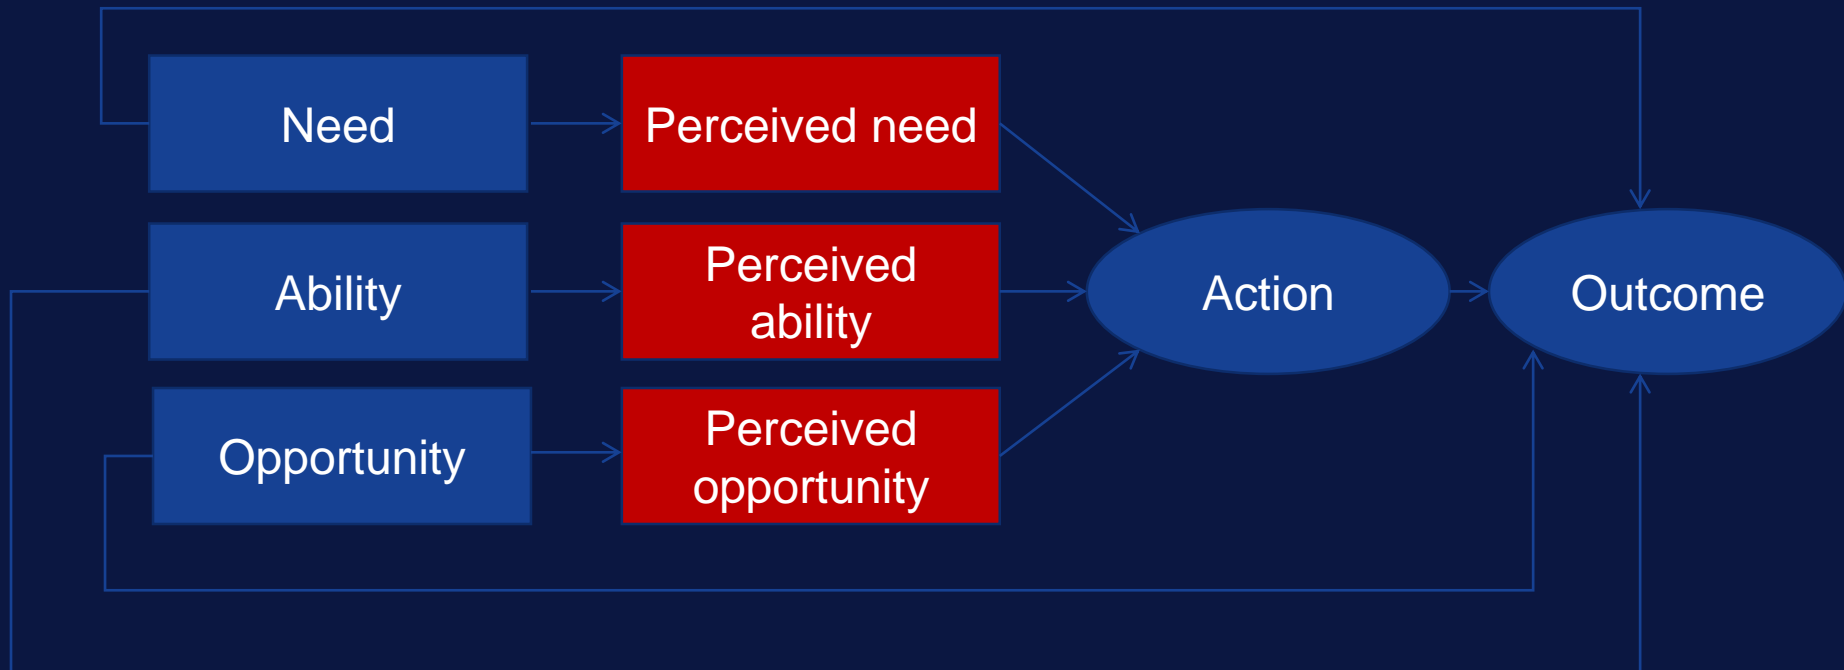 Need
Perceived need
Ability
Perceived
ability
Action
Outcome
Opportunity
Perceived
opportunity